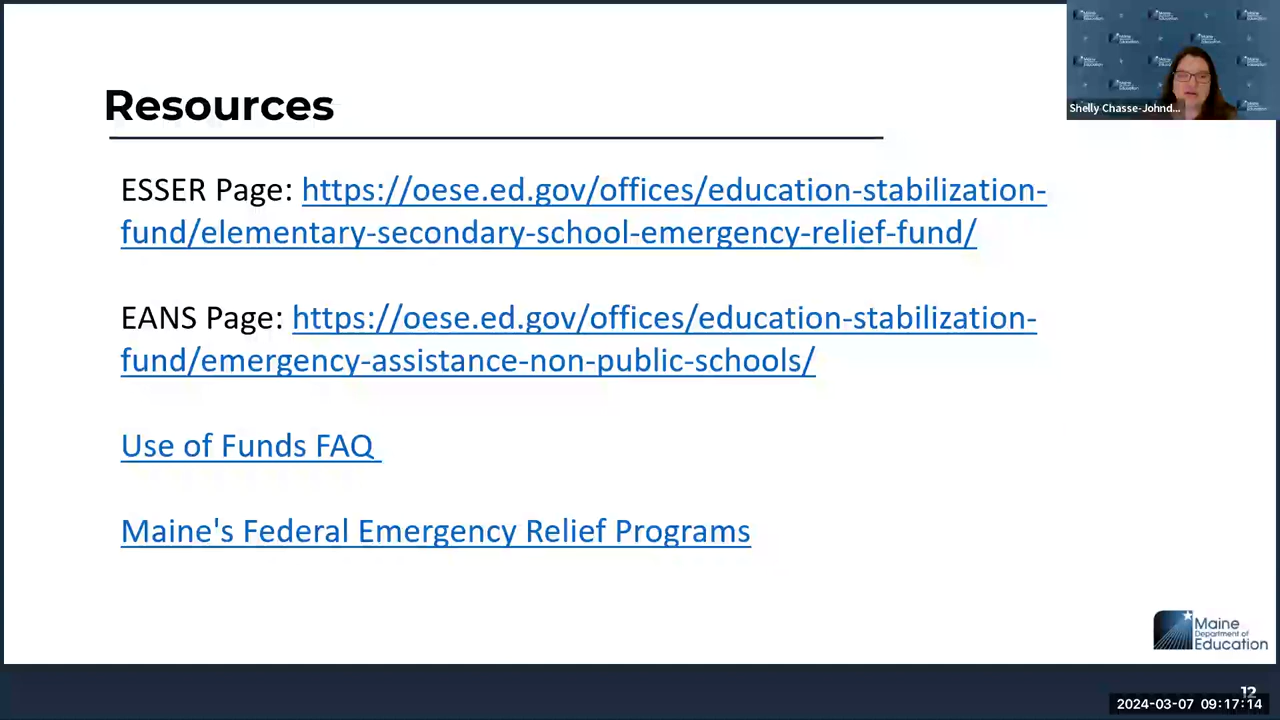 Resources
ESSER Page: https://oese.ed.gov/offices/education-stabilization-
fund/elementary-secondary-school-emergency-relief-fund/
EANS Page: https://oese.ed.gov/offices/education-stabilization-
fund/emergency-assistance-non-public-schools/
Use of Funds FAQ
Maine's Federal Emergency Relief Programs
Shelly Chasse-Johnd...
Maine
Department of
Education
12
2024-03-07 09:17:14